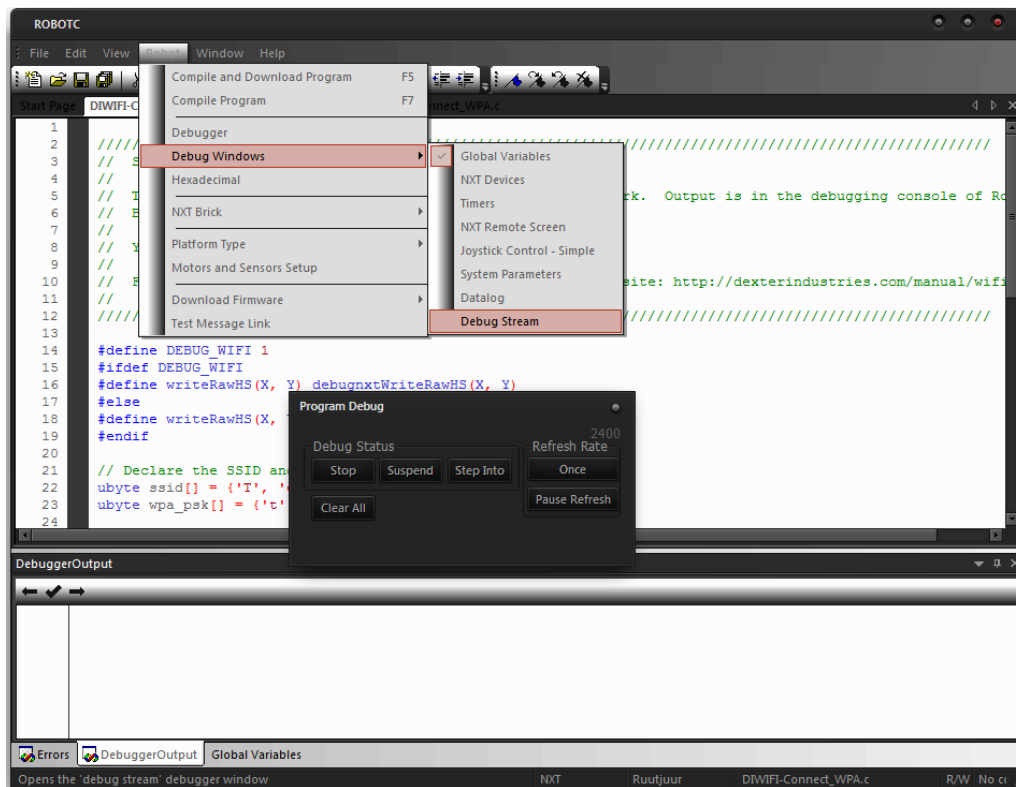 ROBOTC
File Edit View Robot Window Help
Compile and Download Program F5
Compile Program F7
Debugger
Debug Windows
Hexadecimal
NXT Brick
Platform Type
Motors and Sensors Setup
Download Firmware
Test Message Link
Global Variables
NXT Devices
Timers
NXT Remote Screen
Joystick Control - Simple
System Parameters
Datalog
Debug Stream
Start Page DIWIFI-C nnect_WPA.c
1
2 ///// /////////////////////////////////////////////
3 // S
4 //
5 // T rk. Output is in the debugging console of Ro
6 // E
7 //
8 // Y
9 //
10 // F site: http://dexterindustries.com/manual/wifi
11 //
12 ///// /////////////////////////////////////////////
13
14 #define DEBUG_WIFI 1
15 #ifdef DEBUG_WIFI
16 #define writeRawHS(X, Y) debugnxtWriteRawHS(X, Y)
17 #else
18 #define writeRawHS(X,
19 #endif
20
21 // Declare the SSID an
22 ubyte ssid[] = {'T', '
23 ubyte wpa_psk[] = {'t'
24
Program Debug
2400
Debug Status Refresh Rate
Stop Suspend Step Into Once
Clear All Pause Refresh
DebuggerOutput
Errors DebuggerOutput Global Variables
Opens the 'debug stream' debugger window NXT Ruutjuur DIWIFI-Connect_WPA.c R/W No cc